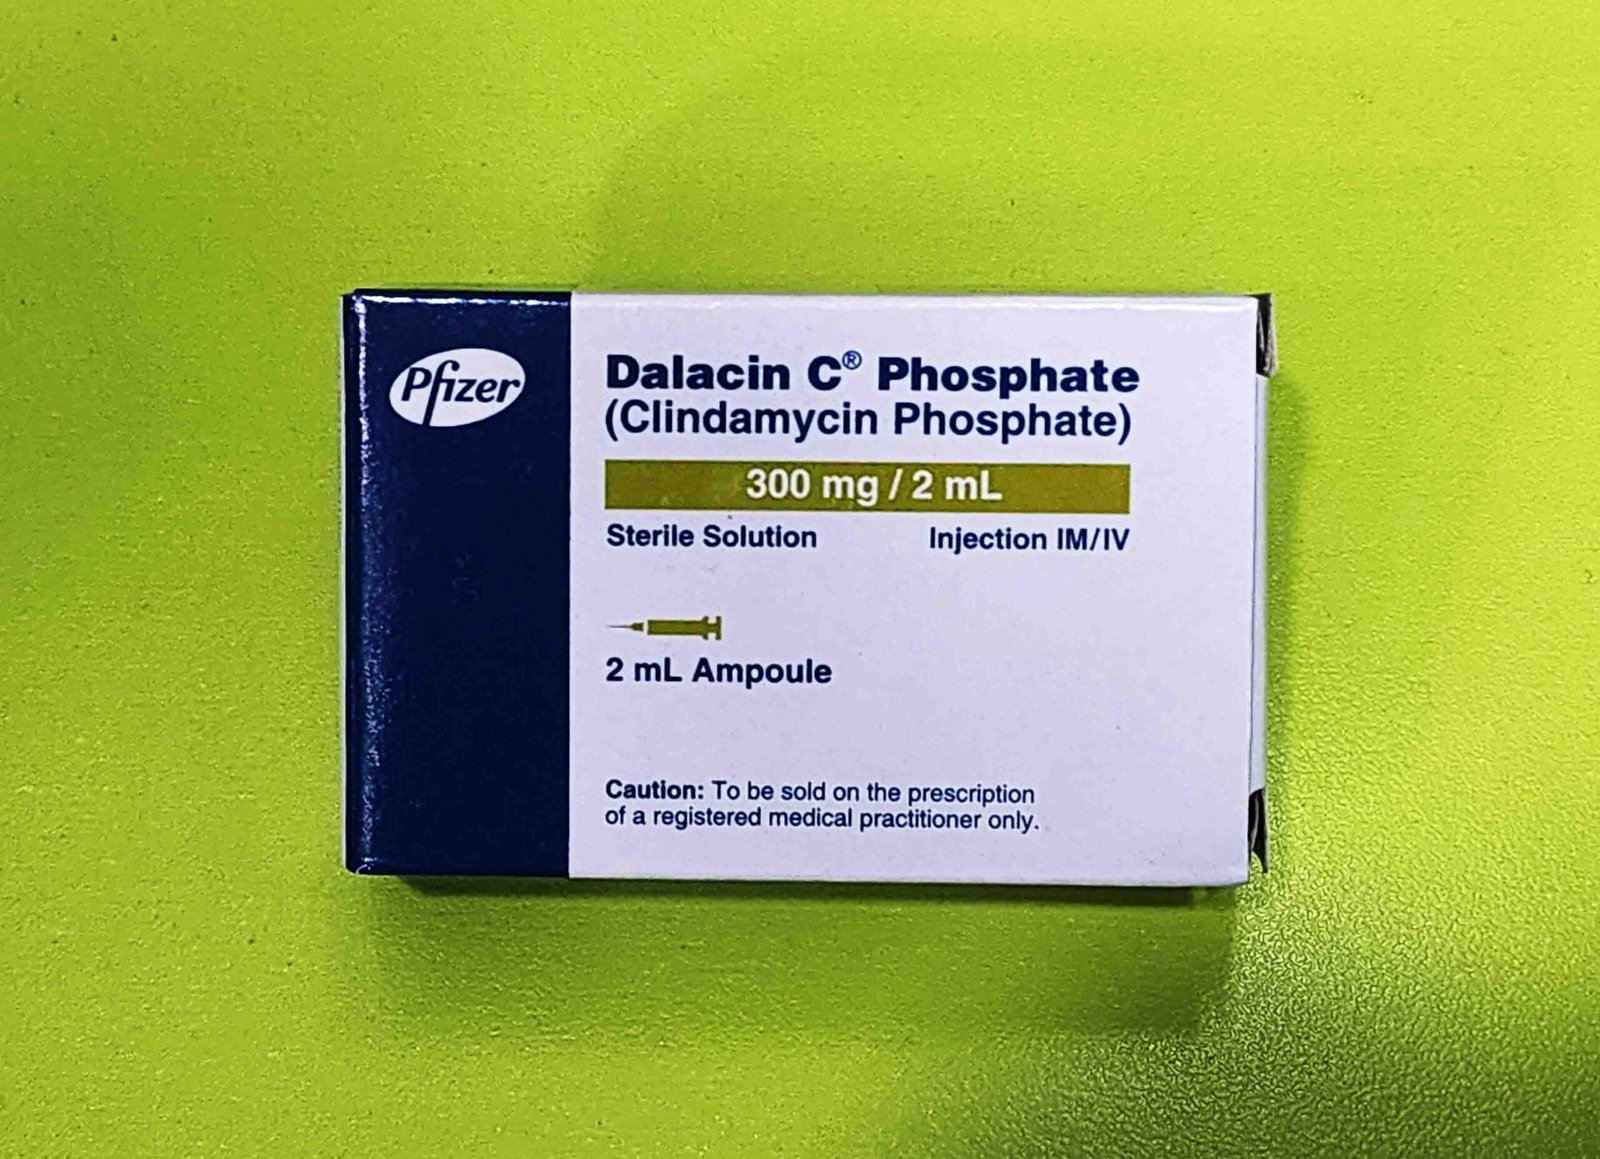 Pfizer
Dalacin C® Phosphate
(Clindamycin Phosphate)
300 mg / 2 mL
Sterile Solution Injection IM/IV
2 mL Ampoule
Caution: To be sold on the prescription
of a registered medical practitioner only.